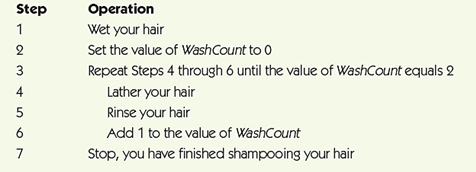 Step Operation
1 Wet your hair
2 Set the value of WashCount to 0
3 Repeat Steps 4 through 6 until the value of WashCount equals 2
4 Lather your hair
5 Rinse your hair
6 Add 1 to the value of WashCount
7 Stop, you have finished shampooing your hair